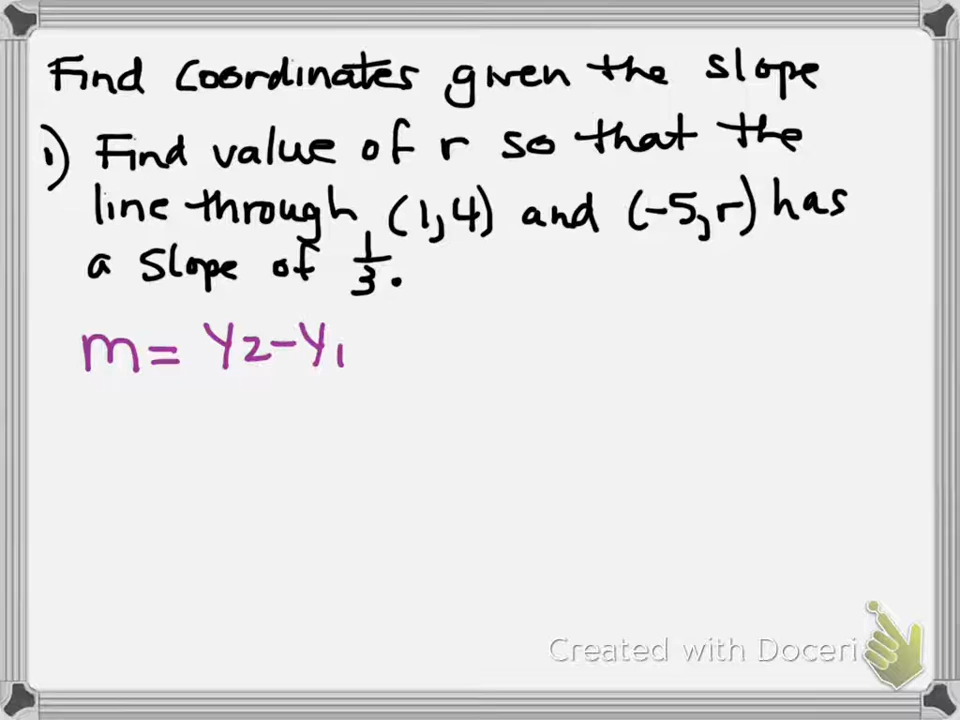 Find Coordinates given the slope
1) Find value of r so that the
line through (1,4) and (-5,r) has
a slope of 1/3.
m= Y2-Y1
Created with Doceri